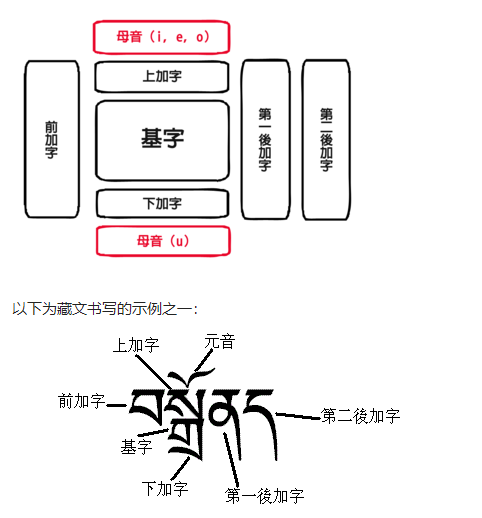 母音（i, e, o）
上加字
前加字
基字
第一後加字
第二後加字
下加字
母音（u）
以下为藏文书写的示例之一：
上加字
元音
前加字
བསྒྲོནད
第二後加字
基字
下加字
第一後加字